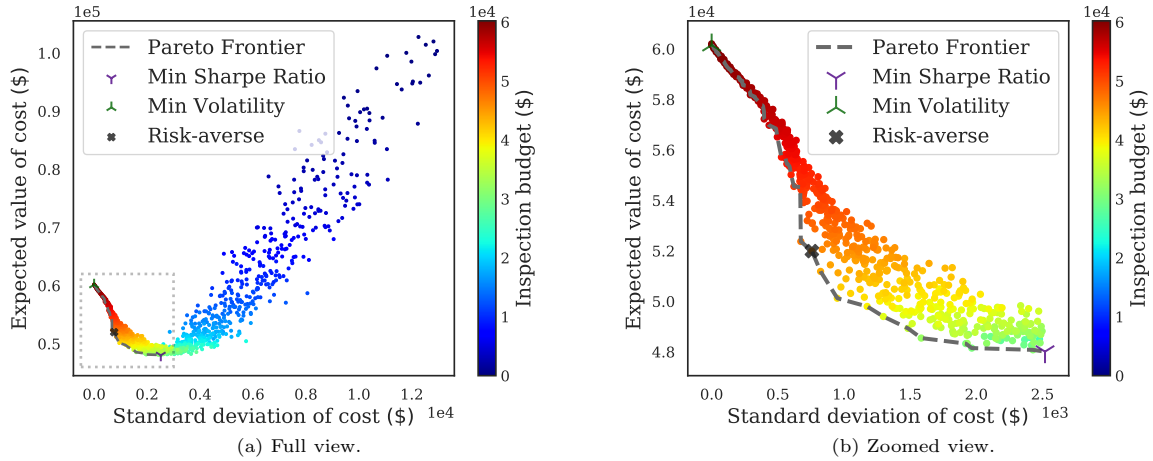 1e5
Expected value of cost ($)
1.0
0.9
0.8
0.7
0.6
0.5
Pareto Frontier
Min Sharpe Ratio
Min Volatility
Risk-averse
0.0 0.2 0.4 0.6 0.8 1.0 1.2
1e4
Standard deviation of cost ($)
1e4
6
5
4
3
2
1
0
Inspection budget ($)
(a) Full view.
1e4
Expected value of cost ($)
6.0
5.8
5.6
5.4
5.2
5.0
4.8
Pareto Frontier
Min Sharpe Ratio
Min Volatility
Risk-averse
0.0 0.5 1.0 1.5 2.0 2.5
1e3
Standard deviation of cost ($)
1e4
6
5
4
3
2
1
0
Inspection budget ($)
(b) Zoomed view.